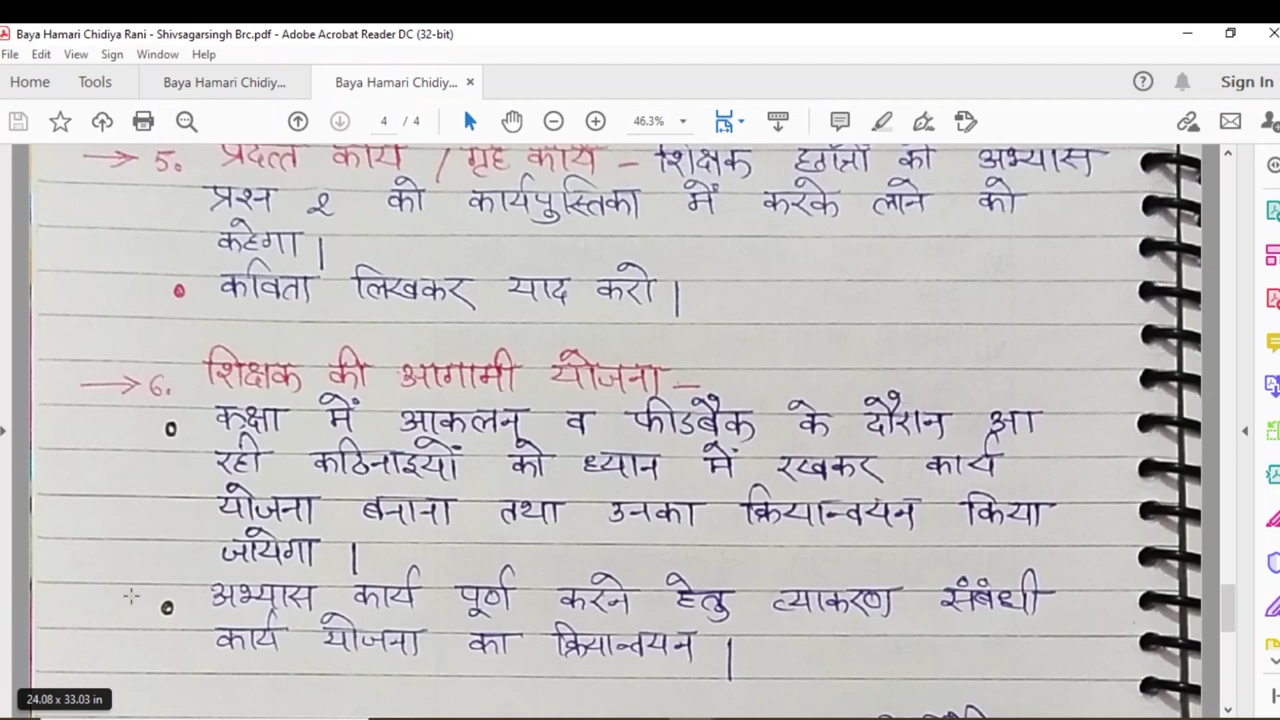 Baya Hamari Chidiya Rani - Shivsagarsingh Brc.pdf - Adobe Acrobat Reader DC (32-bit)
File Edit View Sign Window Help
Home Tools Baya Hamari Chidiy... Baya Hamari Chidiy... × ? Sign In
4 / 4 46.3%
→ 5. प्रदत्त कार्य / गृह कार्य – शिक्षक छात्रों को अभ्यास
प्रश्न 2 को कार्यपुस्तिका में करके लाने को
कहेगा |
• कविता लिखकर याद करो |
→ 6. शिक्षक की आगामी योजना –
कक्षा में आकलन व फीडबैक के दौरान आ
रही कठिनाइयों को ध्यान में रखकर कार्य
योजना बनाना तथा उनका क्रियान्वयन किया
जायेगा |
अभ्यास कार्य पूर्ण करने हेतु व्याकरण संबंधी
कार्य योजना का क्रियान्वयन |
24.08 x 33.03 in